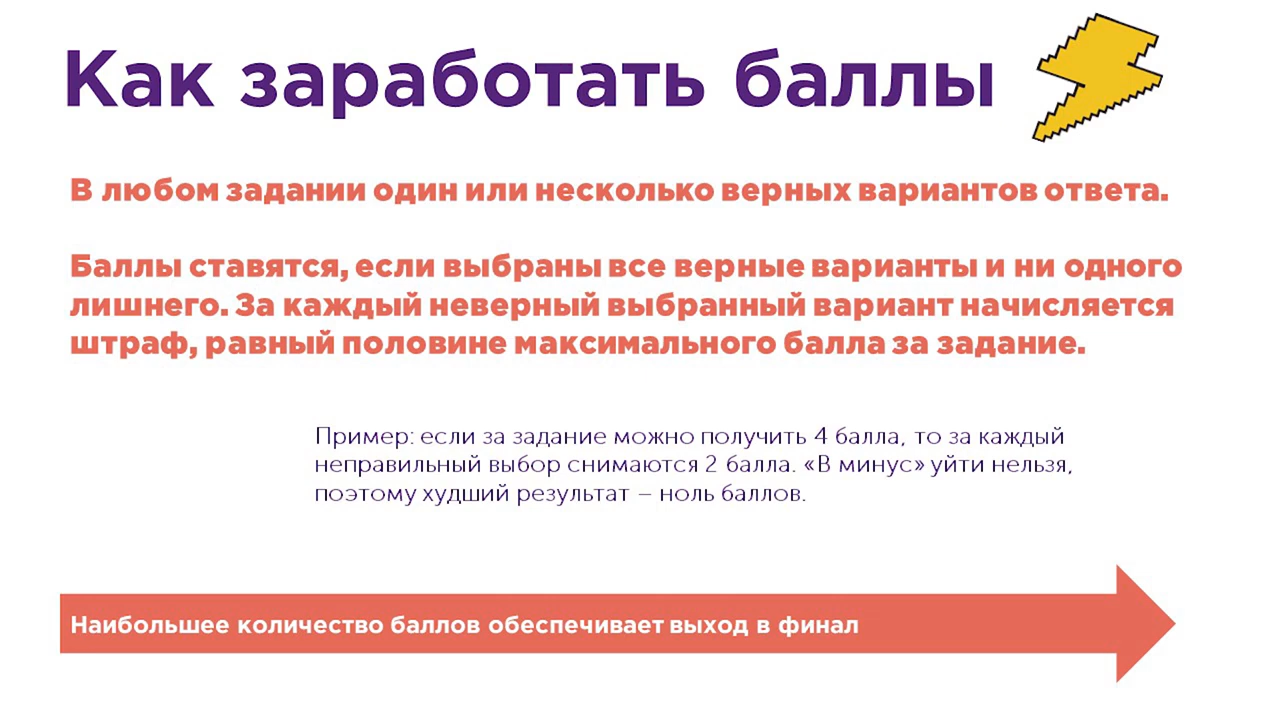 Как заработать баллы
В любом задании один или несколько верных вариантов ответа.
Баллы ставятся, если выбраны все верные варианты и ни одного
лишнего. За каждый неверный выбранный вариант начисляется
штраф, равный половине максимального балла за задание.
Пример: если за задание можно получить 4 балла, то за каждый
неправильный выбор снимаются 2 балла. «В минус» уйти нельзя,
поэтому худший результат – ноль баллов.
Наибольшее количество баллов обеспечивает выход в финал